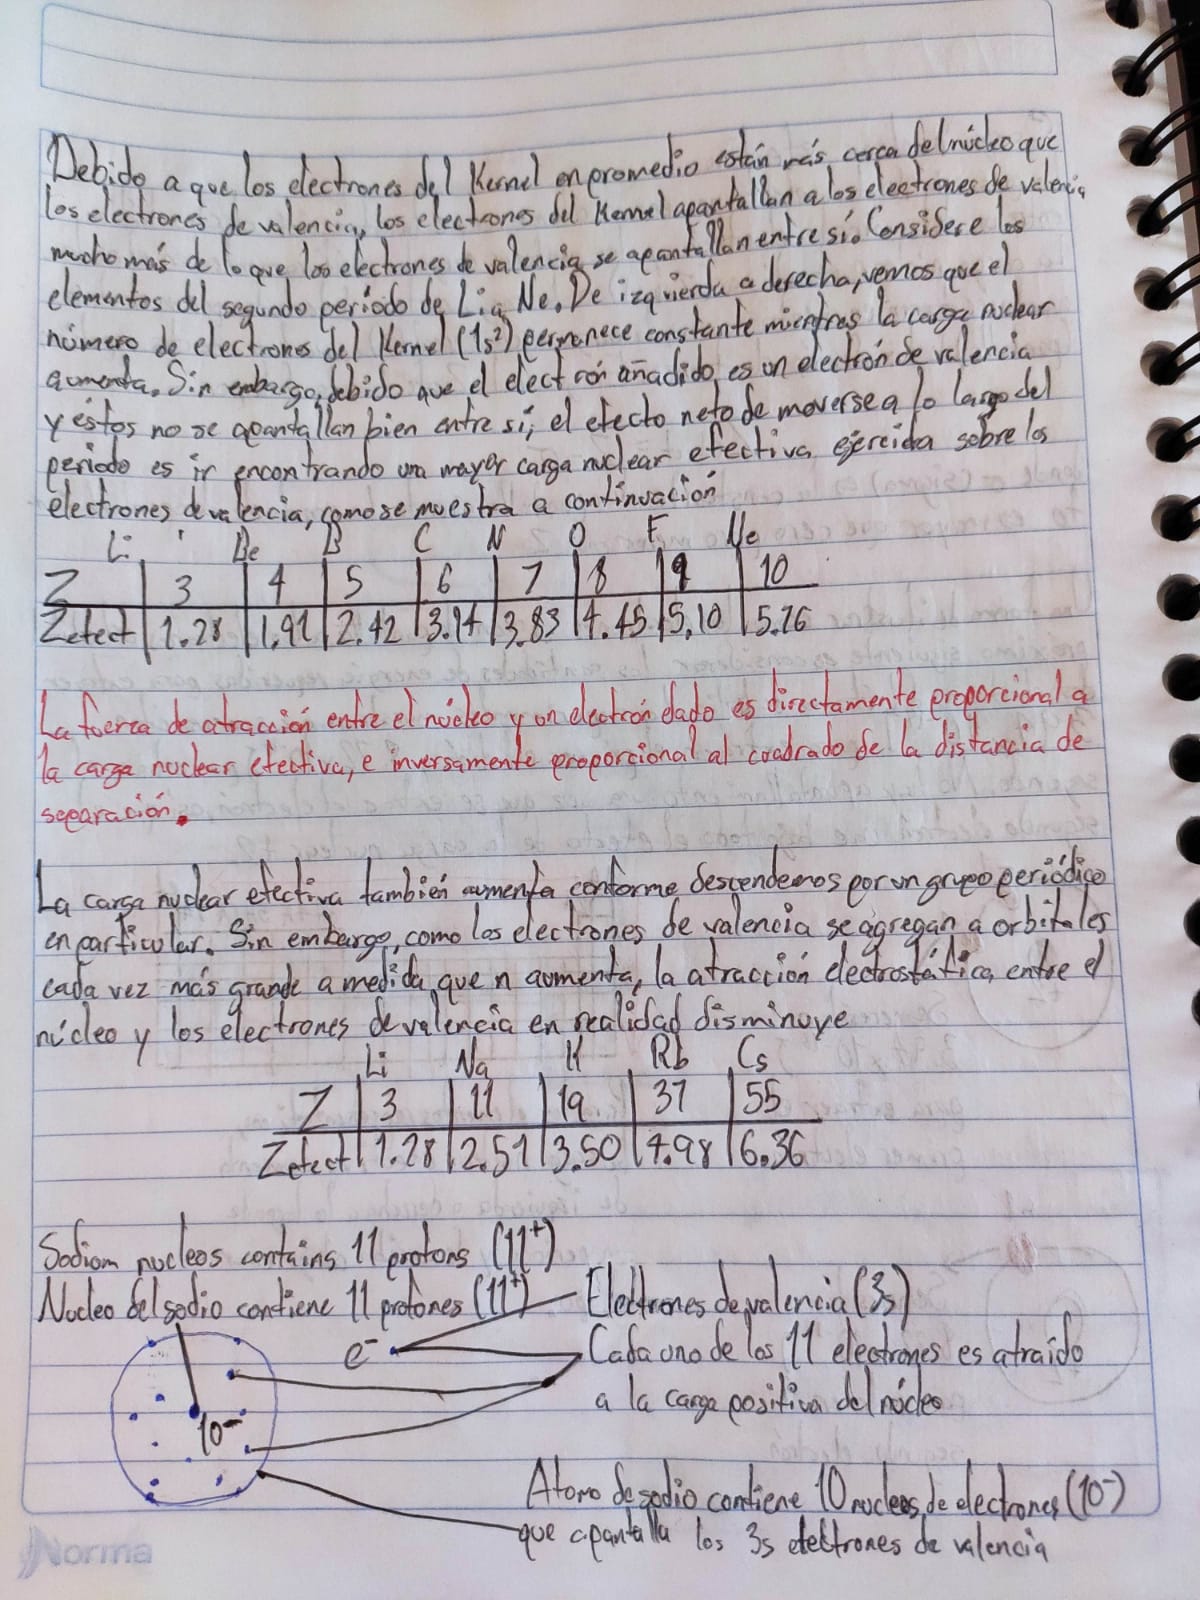 Debido a que los electrones del Kernel en promedio están más cerca del núcleo que
los electrones de valencia, los electrones del Kernel apantallan a los electrones de valencia
mucho más de lo que los electrones de valencia se apantallan entre sí. Considere los
elementos del segundo período de Li a Ne. De izquierda a derecha, vemos que el
número de electrones del Kernel (1s²) permanece constante mientras la carga nuclear
aumenta. Sin embargo, debido que el electrón añadido es un electrón de valencia
y éstos no se apantallan bien entre sí, el efecto neto de moverse a lo largo del
periodo es ir encontrando una mayor carga nuclear efectiva ejercida sobre los
electrones de valencia, como se muestra a continuación
Li Be B C N O F Ne
Z 3 4 5 6 7 8 9 10
Zefect 1.28 1.91 2.42 3.14 3.83 4.45 5.10 5.76
La fuerza de atracción entre el núcleo y un electrón dado es directamente proporcional a
la carga nuclear efectiva, e inversamente proporcional al cuadrado de la distancia de
separación.
La carga nuclear efectiva también aumenta conforme descendemos por un grupo periódico
en particular. Sin embargo, como los electrones de valencia se agregan a orbitales
cada vez más grande a medida que n aumenta, la atracción electrostática entre el
núcleo y los electrones de valencia en realidad disminuye
Li Na K Rb Cs
Z 3 11 19 37 55
Zefect 1.28 2.51 3.50 4.98 6.36
Sodiom nucleos contains 11 protons (11⁺)
Nucleo del sodio contiene 11 protones (11⁺)
Electrones de valencia (3s)
e⁻
Cada uno de los 11 electrones es atraído
a la carga positiva del núcleo
10⁻
Atomo de sodio contiene 10 nucleos de electrones (10⁻)
que apantalla los 3s electrones de valencia
Norma